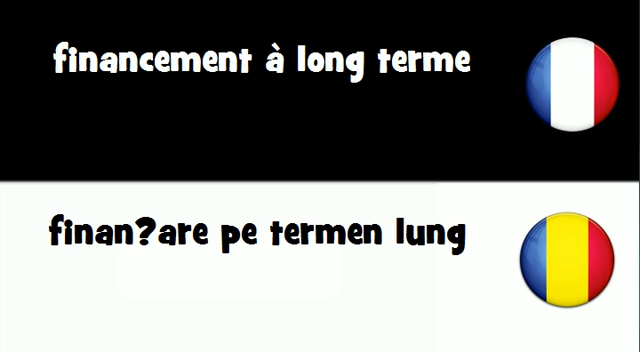 financement à long terme
finan?are pe termen lung